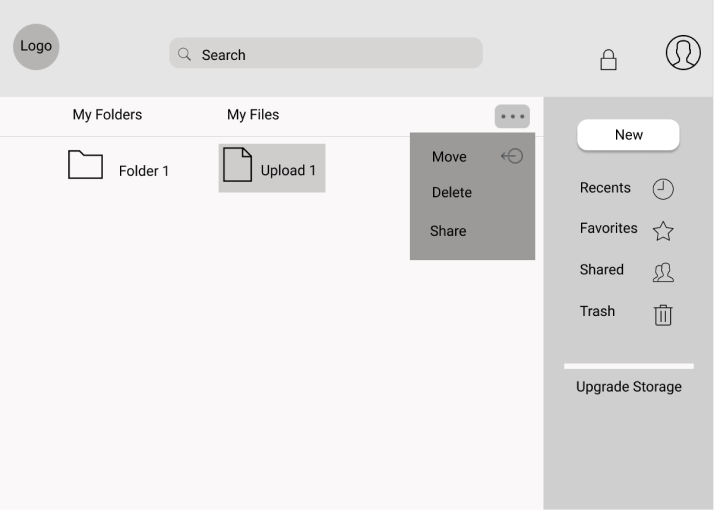 Logo
Search
My Folders
My Files
New
Folder 1
Upload 1
Move
Delete
Share
Recents
Favorites
Shared
Trash
Upgrade Storage